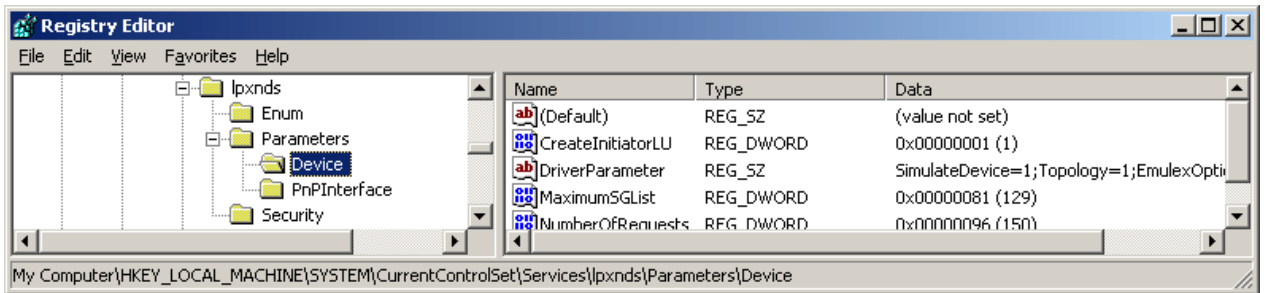 Registry Editor
File Edit View Favorites Help
lpxnds
Enum
Parameters
Device
PnPInterface
Security
Name Type Data
(Default) REG_SZ (value not set)
CreateInitiatorLU REG_DWORD 0x00000001 (1)
DriverParameter REG_SZ SimulateDevice=1;Topology=1;EmulexOpti
MaximumSGList REG_DWORD 0x00000081 (129)
NumberOfRequests REG_DWORD 0x00000096 (150)
My Computer\HKEY_LOCAL_MACHINE\SYSTEM\CurrentControlSet\Services\lpxnds\Parameters\Device